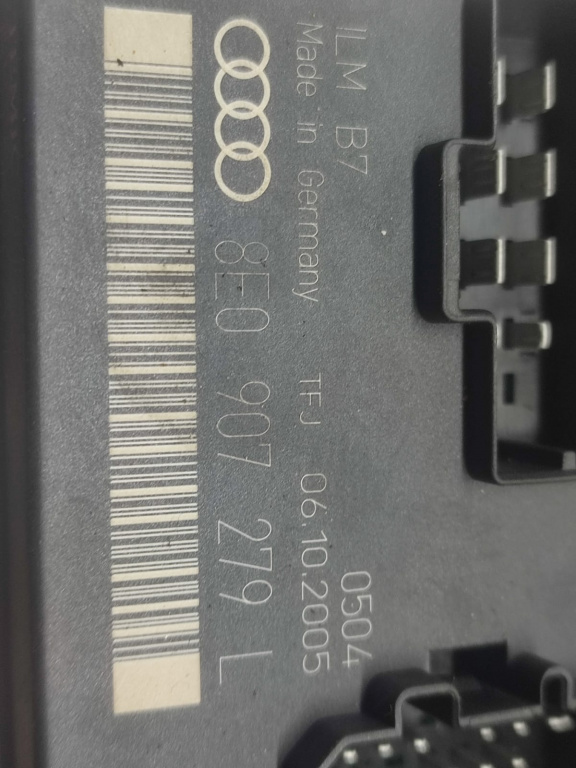 ILM B7 0504
Made in Germany TFJ 06.10.2005
8E0 907 279 L